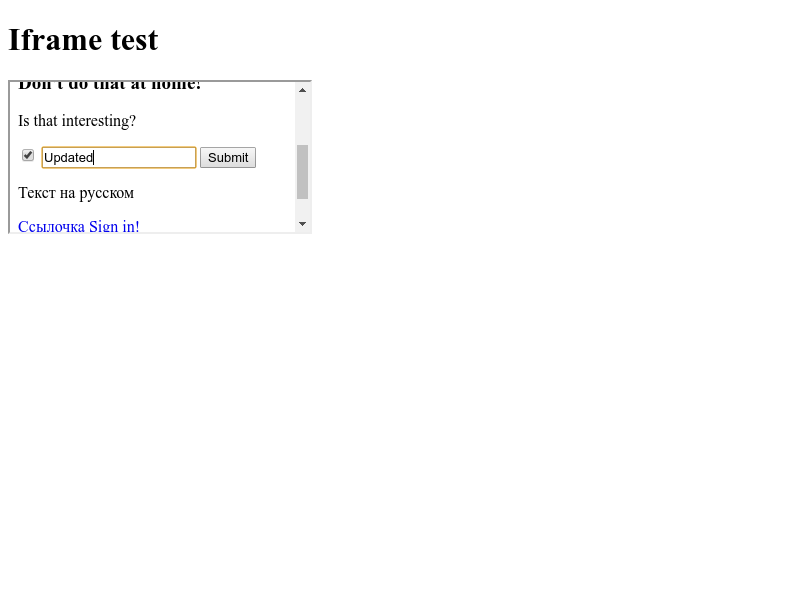 Iframe test
Don't do that at home!
Is that interesting?
Updated Submit
Текст на русском
Ссылочка Sign in!